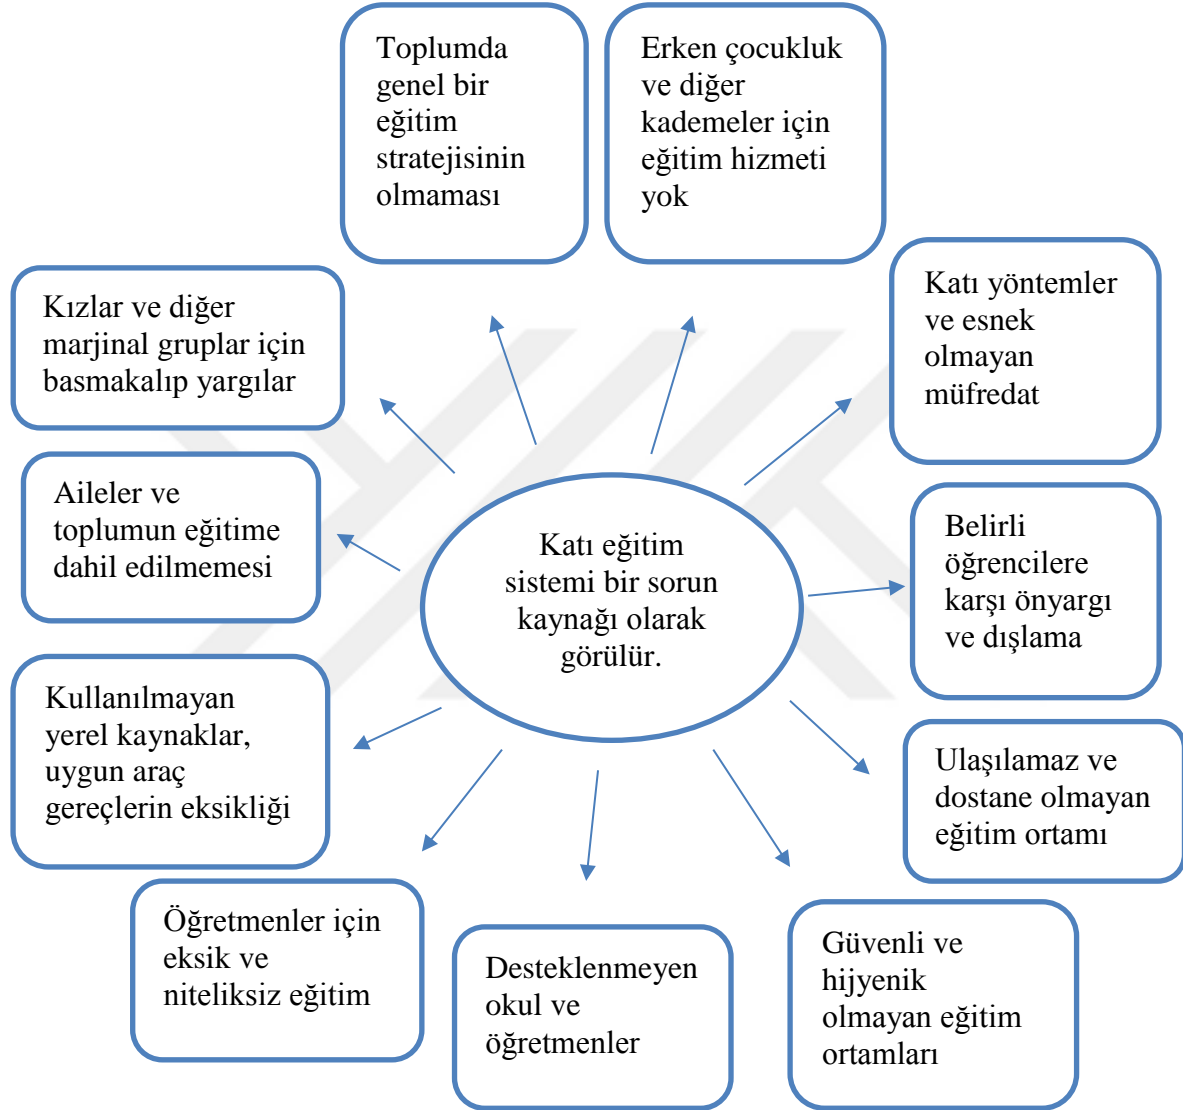 Toplumda
genel bir
eğitim
stratejisinin
olmaması
Erken çocukluk
ve diğer
kademeler için
eğitim hizmeti
yok
Katı yöntemler
ve esnek
olmayan
müfredat
Kızlar ve diğer
marjinal gruplar için
basmakalıp yargılar
Aileler ve
toplumun eğitime
dahil edilmemesi
Katı eğitim
sistemi bir sorun
kaynağı olarak
görülür.
Belirli
öğrencilere
karşı önyargı
ve dışlama
Kullanılmayan
yerel kaynaklar,
uygun araç
gereçlerin eksikliği
Ulaşılamaz ve
dostane olmayan
eğitim ortamı
Öğretmenler için
eksik ve
niteliksiz eğitim
Desteklenmeyen
okul ve
öğretmenler
Güvenli ve
hijyenik
olmayan eğitim
ortamları